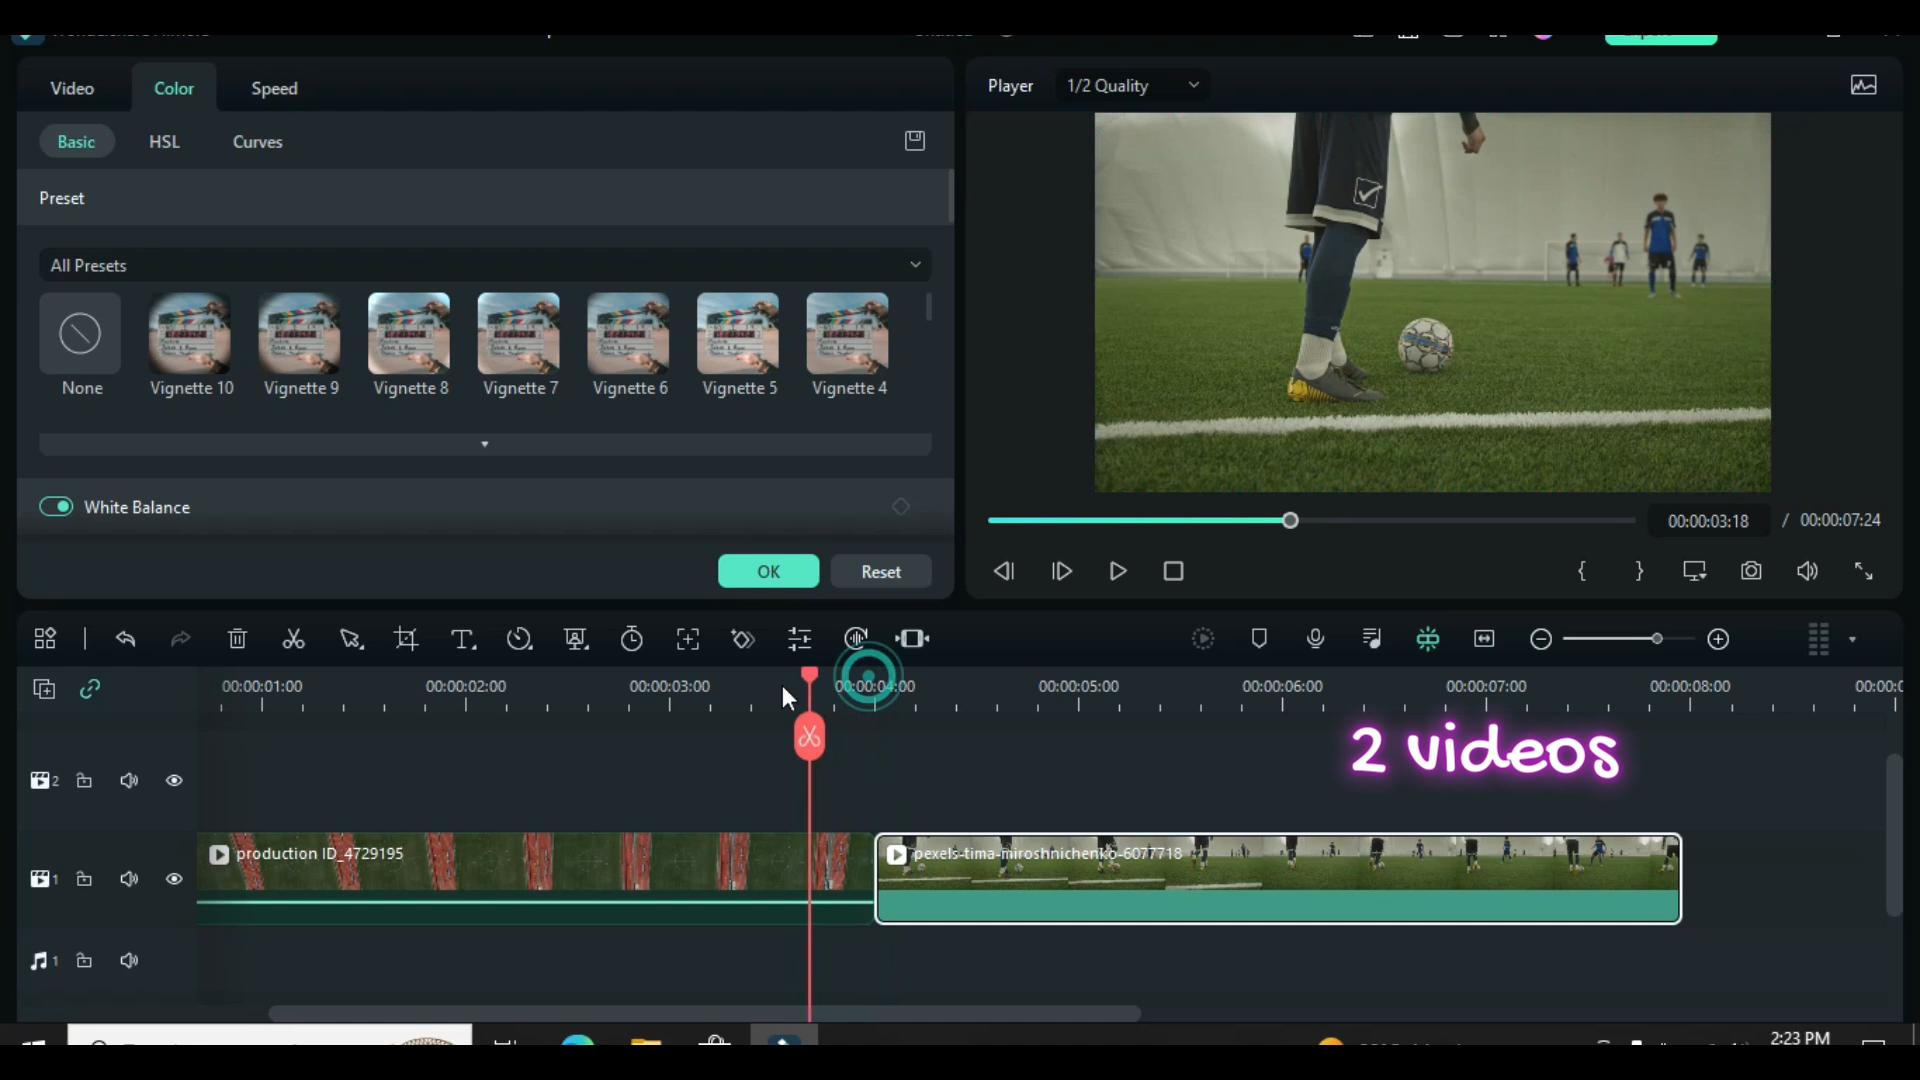 Video
Color
Speed
Player
1/2 Quality
Basic
HSL
Curves
Preset
All Presets
None
Vignette 10
Vignette 9
Vignette 8
Vignette 7
Vignette 6
Vignette 5
Vignette 4
White Balance
OK
Reset
00:00:03:18
/ 00:00:07:24
00:00:01:00
00:00:02:00
00:00:03:00
00:00:04:00
00:00:05:00
00:00:06:00
00:00:07:00
00:00:08:00
2 videos
2
production ID_4729195
pexels-tima-miroshnichenko-6077718
1
1
2:23 PM